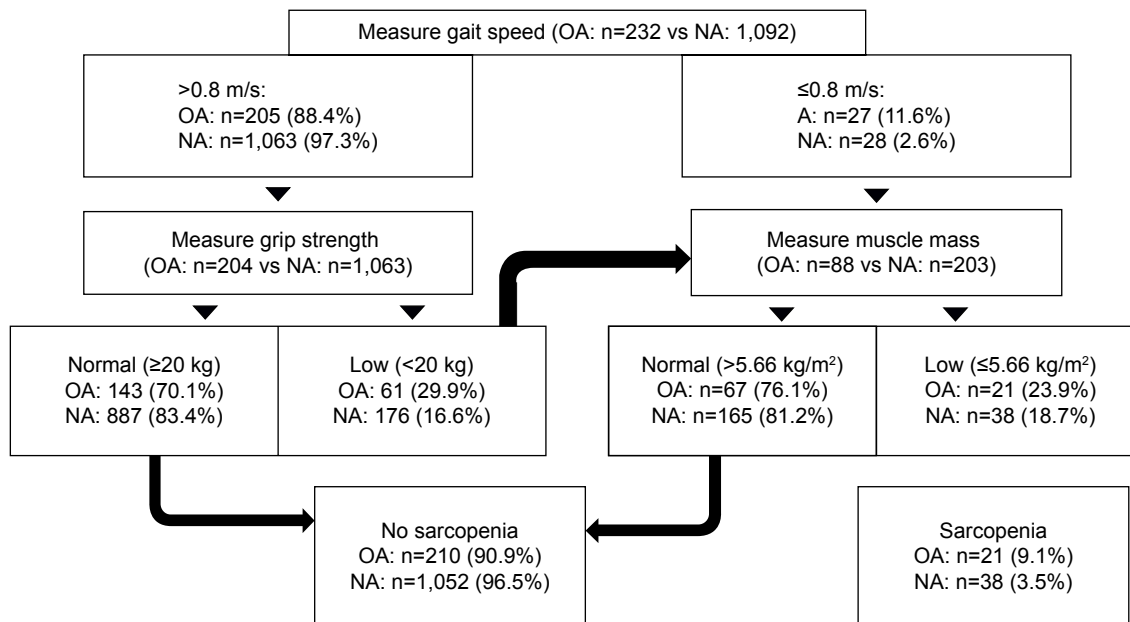 Measure gait speed (OA: n=232 vs NA: 1,092)
>0.8 m/s:
OA: n=205 (88.4%)
NA: n=1,063 (97.3%)
≤0.8 m/s:
A: n=27 (11.6%)
NA: n=28 (2.6%)
Measure grip strength
(OA: n=204 vs NA: n=1,063)
Measure muscle mass
(OA: n=88 vs NA: n=203)
Normal (≥20 kg)
OA: 143 (70.1%)
NA: 887 (83.4%)
Low (<20 kg)
OA: 61 (29.9%)
NA: 176 (16.6%)
Normal (>5.66 kg/m²)
OA: n=67 (76.1%)
NA: n=165 (81.2%)
Low (≤5.66 kg/m²)
OA: n=21 (23.9%)
NA: n=38 (18.7%)
No sarcopenia
OA: n=210 (90.9%)
NA: n=1,052 (96.5%)
Sarcopenia
OA: n=21 (9.1%)
NA: n=38 (3.5%)